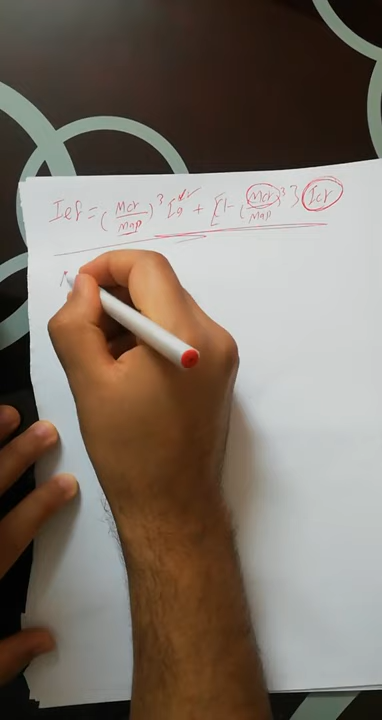 Ief = (Mcr/Map)³ Ig + [1 - (Mcr/Map)³] Icr